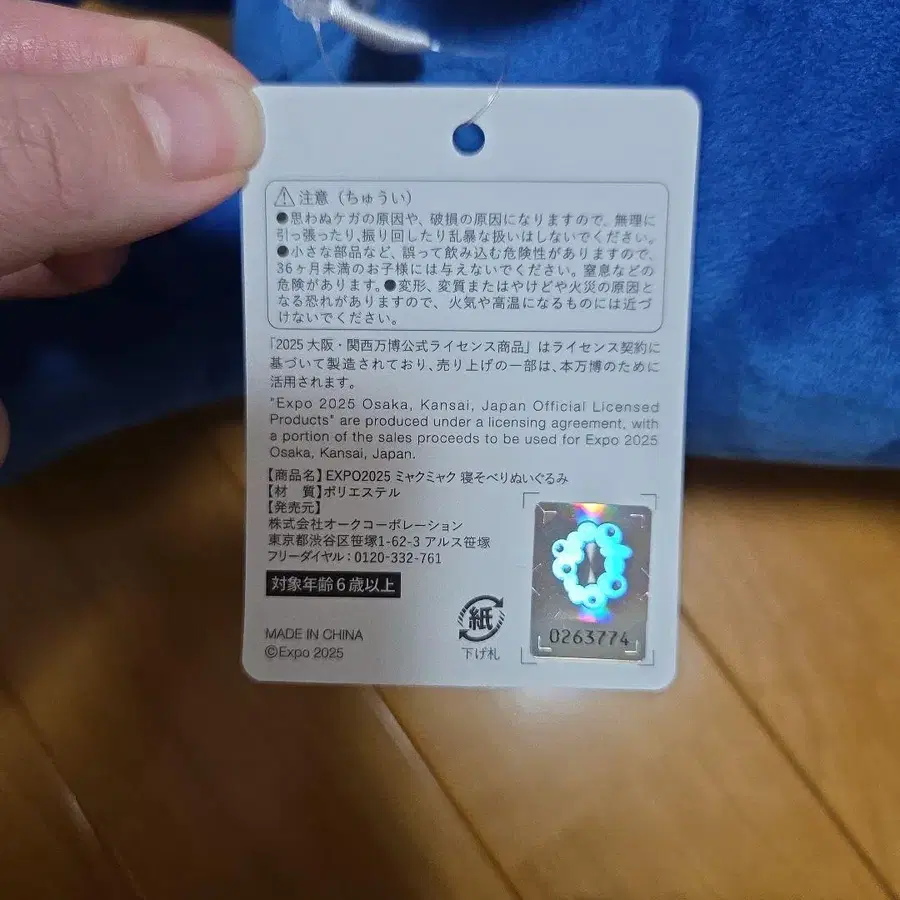 注意（ちゅうい）
●思わぬケガの原因や、破損の原因になりますので、無理に
引っ張ったり、振り回したり乱暴な扱いはしないでください。
●小さな部品など、誤って飲み込む危険性がありますので、
36ヶ月未満のお子様には与えないでください。窒息などの
危険があります。●変形、変質またはやけどや火災の原因と
なる恐れがありますので、火気や高温になるものには近づ
けないでください。
「2025 大阪・関西万博公式ライセンス商品」はライセンス契約に
基づいて製造されており、売り上げの一部は、本万博のために
活用されます。
"Expo 2025 Osaka, Kansai, Japan Official Licensed
Products" are produced under a licensing agreement, with
a portion of the sales proceeds to be used for Expo 2025
Osaka, Kansai, Japan.
【商品名】EXPO2025 ミャクミャク 寝そべりぬいぐるみ
【材　質】ポリエステル
【発売元】
株式会社オークコーポレーション
東京都渋谷区笹塚1-62-3 アルス笹塚
フリーダイヤル：0120-332-761
対象年齢６歳以上
MADE IN CHINA
©Expo 2025
紙
下げ札
0263774